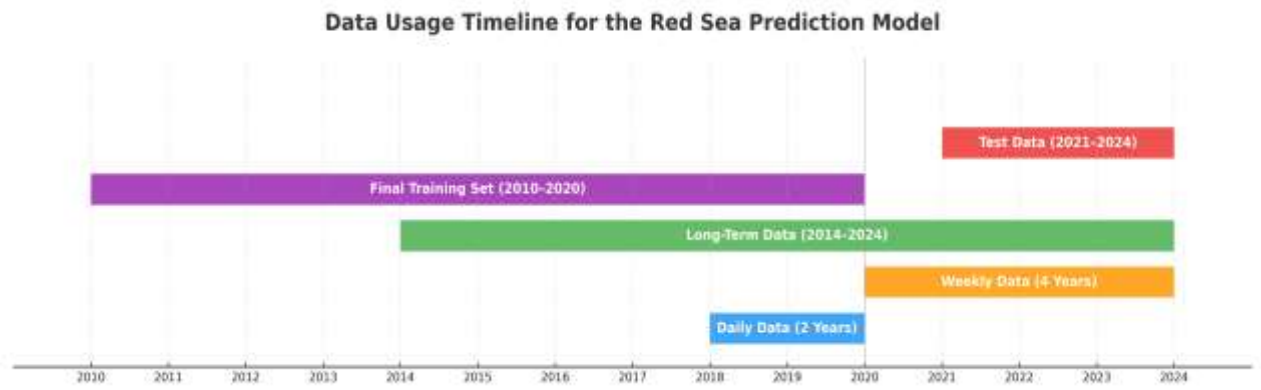 Data Usage Timeline for the Red Sea Prediction Model
Test Data (2021–2024)
Final Training Set (2010–2020)
Long-Term Data (2014–2024)
Weekly Data (4 Years)
Daily Data (2 Years)
2010 2011 2012 2013 2014 2015 2016 2017 2018 2019 2020 2021 2022 2023 2024